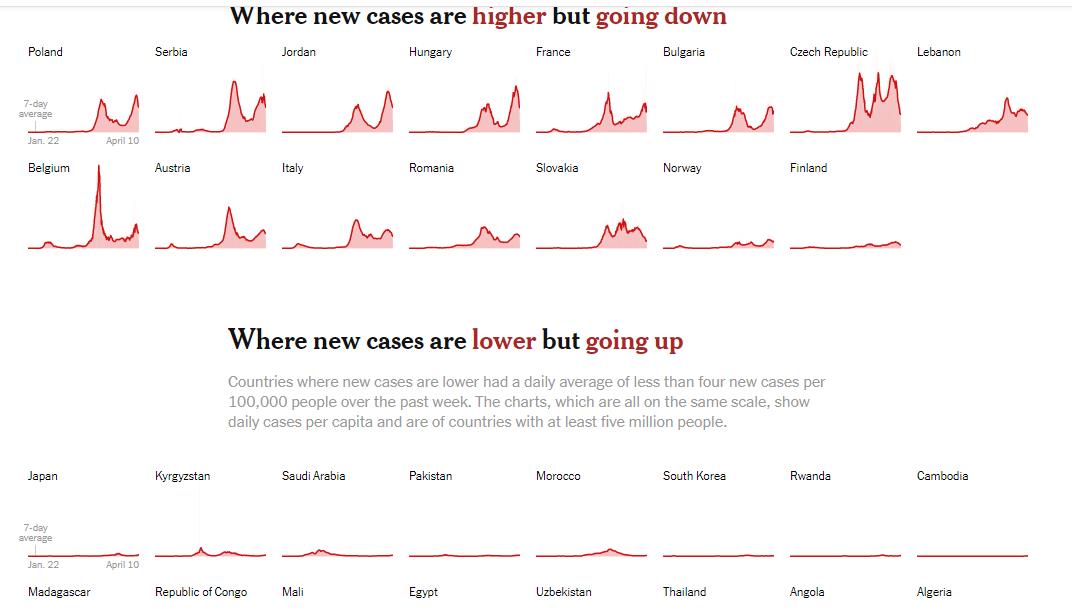 Where new cases are higher but going down
Poland Serbia Jordan Hungary France Bulgaria Czech Republic Lebanon
7-day
average
Jan. 22 April 10
Belgium Austria Italy Romania Slovakia Norway Finland
Where new cases are lower but going up
Countries where new cases are lower had a daily average of less than four new cases per
100,000 people over the past week. The charts, which are all on the same scale, show
daily cases per capita and are of countries with at least five million people.
Japan Kyrgyzstan Saudi Arabia Pakistan Morocco South Korea Rwanda Cambodia
7-day
average
Jan. 22 April 10
Madagascar Republic of Congo Mali Egypt Uzbekistan Thailand Angola Algeria